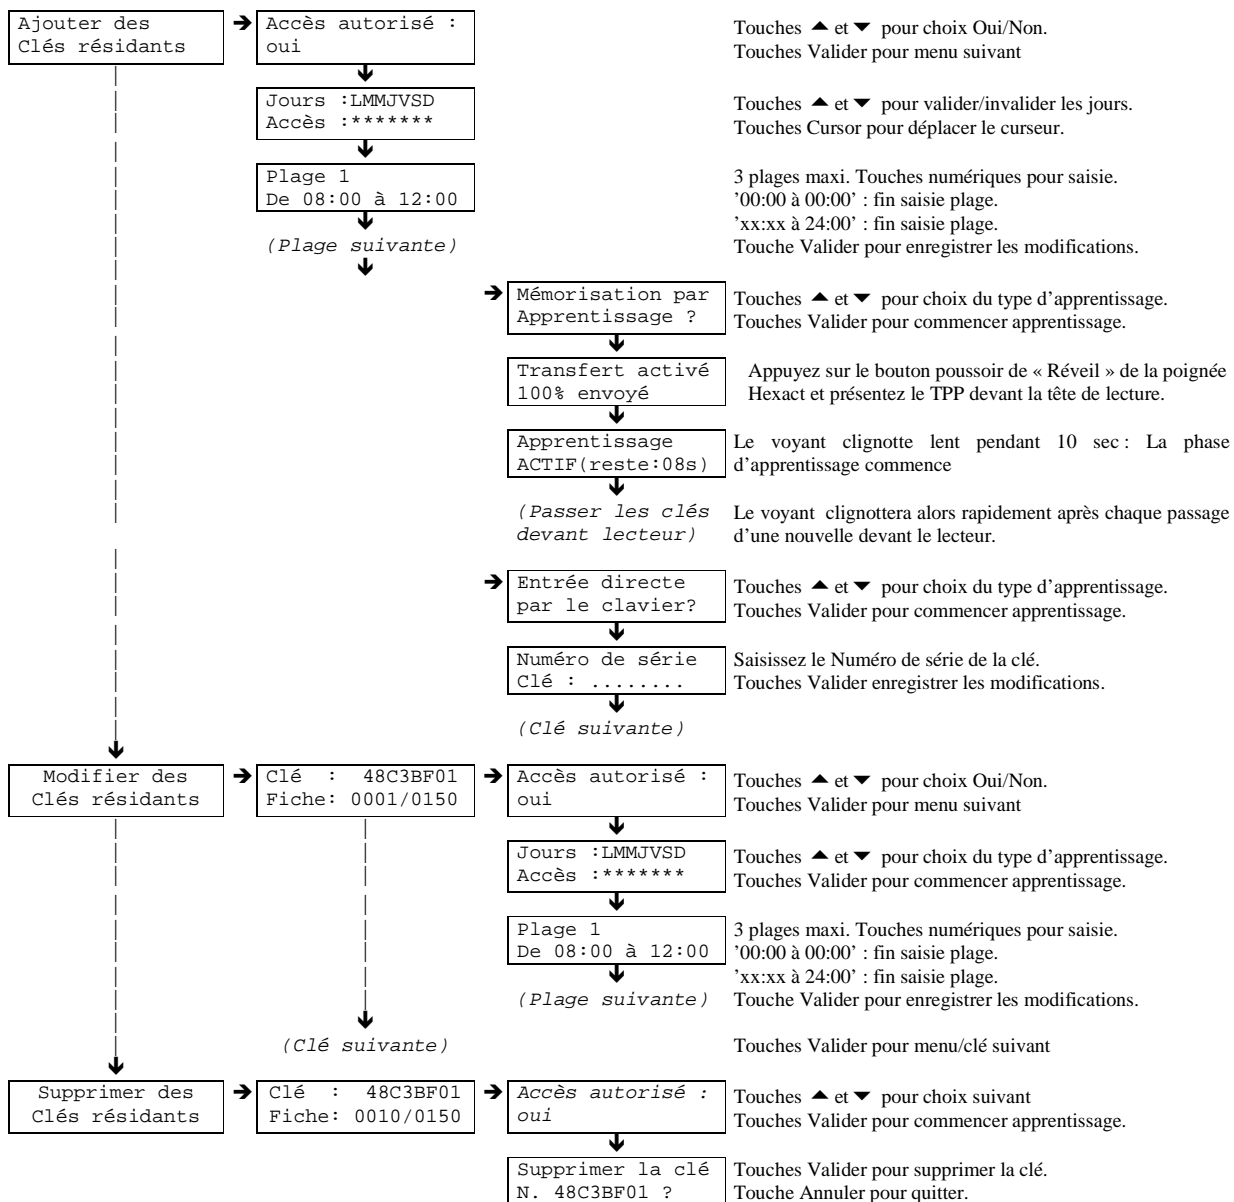 Ajouter des
Clés résidants
Accès autorisé :
oui
Touches ▲ et ▼ pour choix Oui/Non.
Touches Valider pour menu suivant
Jours :LMMJVSD
Accès :*******
Touches ▲ et ▼ pour valider/invalider les jours.
Touches Cursor pour déplacer le curseur.
Plage 1
De 08:00 à 12:00
(Plage suivante)
3 plages maxi. Touches numériques pour saisie.
’00:00 à 00:00’ : fin saisie plage.
’xx:xx à 24:00’ : fin saisie plage.
Touche Valider pour enregistrer les modifications.
Mémorisation par
Apprentissage ?
Touches ▲ et ▼ pour choix du type d’apprentissage.
Touches Valider pour commencer apprentissage.
Transfert activé
100% envoyé
Appuyez sur le bouton poussoir de « Réveil » de la poignée
Hexact et présentez le TPP devant la tête de lecture.
Apprentissage
ACTIF(reste:08s)
Le voyant clignotte lent pendant 10 sec : La phase
d’apprentissage commence
(Passer les clés
devant lecteur)
Le voyant clignottera alors rapidement après chaque passage
d’une nouvelle devant le lecteur.
Entrée directe
par le clavier?
Touches ▲ et ▼ pour choix du type d’apprentissage.
Touches Valider pour commencer apprentissage.
Numéro de série
Clé : ........
Saisissez le Numéro de série de la clé.
Touches Valider enregistrer les modifications.
(Clé suivante)
Modifier des
Clés résidants
Clé : 48C3BF01
Fiche: 0001/0150
Accès autorisé :
oui
Touches ▲ et ▼ pour choix Oui/Non.
Touches Valider pour menu suivant
Jours :LMMJVSD
Accès :*******
Touches ▲ et ▼ pour choix du type d’apprentissage.
Touches Valider pour commencer apprentissage.
Plage 1
De 08:00 à 12:00
(Plage suivante)
3 plages maxi. Touches numériques pour saisie.
’00:00 à 00:00’ : fin saisie plage.
’xx:xx à 24:00’ : fin saisie plage.
Touche Valider pour enregistrer les modifications.
(Clé suivante)
Touches Valider pour menu/clé suivant
Supprimer des
Clés résidants
Clé : 48C3BF01
Fiche: 0010/0150
Accès autorisé :
oui
Touches ▲ et ▼ pour choix suivant
Touches Valider pour commencer apprentissage.
Supprimer la clé
N. 48C3BF01 ?
Touches Valider pour supprimer la clé.
Touche Annuler pour quitter.